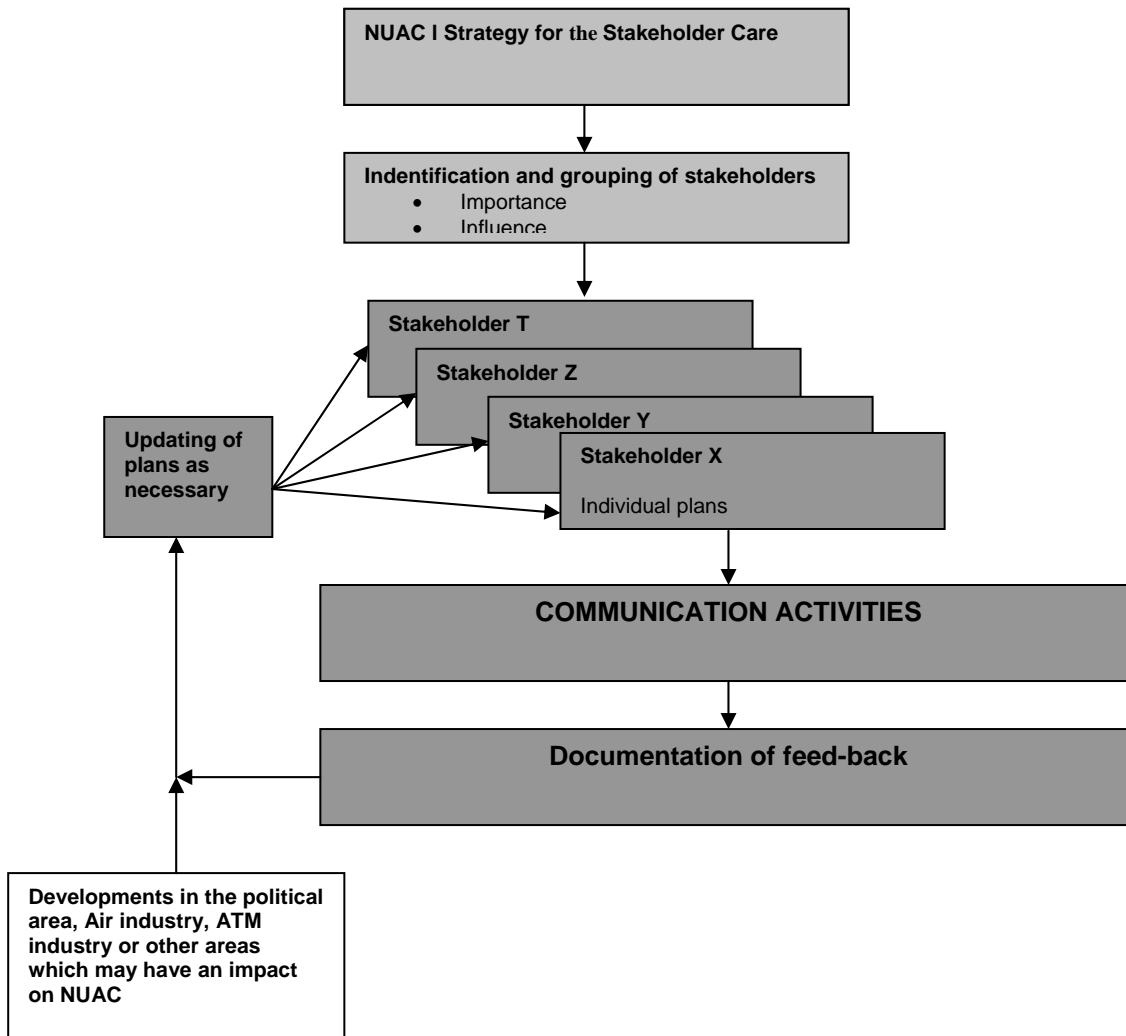 NUAC I Strategy for the Stakeholder Care
Indentification and grouping of stakeholders
• Importance
• Influence
Stakeholder T
Stakeholder Z
Stakeholder Y
Stakeholder X
Individual plans
Updating of
plans as
necessary
COMMUNICATION ACTIVITIES
Documentation of feed-back
Developments in the political
area, Air industry, ATM
industry or other areas
which may have an impact
on NUAC